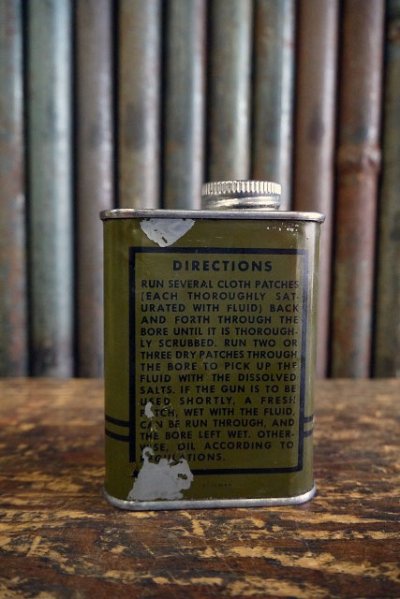 DIRECTIONS
RUN SEVERAL CLOTH PATCHES
(EACH THOROUGHLY SAT-
URATED WITH FLUID) BACK
AND FORTH THROUGH THE
BORE UNTIL IT IS THOROUGH-
LY SCRUBBED. RUN TWO OR
THREE DRY PATCHES THROUGH
THE BORE TO PICK UP THE
FLUID WITH THE DISSOLVED
SALTS. IF THE GUN IS TO BE
USED SHORTLY, A FRESH
PATCH, WET WITH THE FLUID,
CAN BE RUN THROUGH, AND
THE BORE LEFT WET. OTHER-
WISE, OIL ACCORDING TO
REGULATIONS.